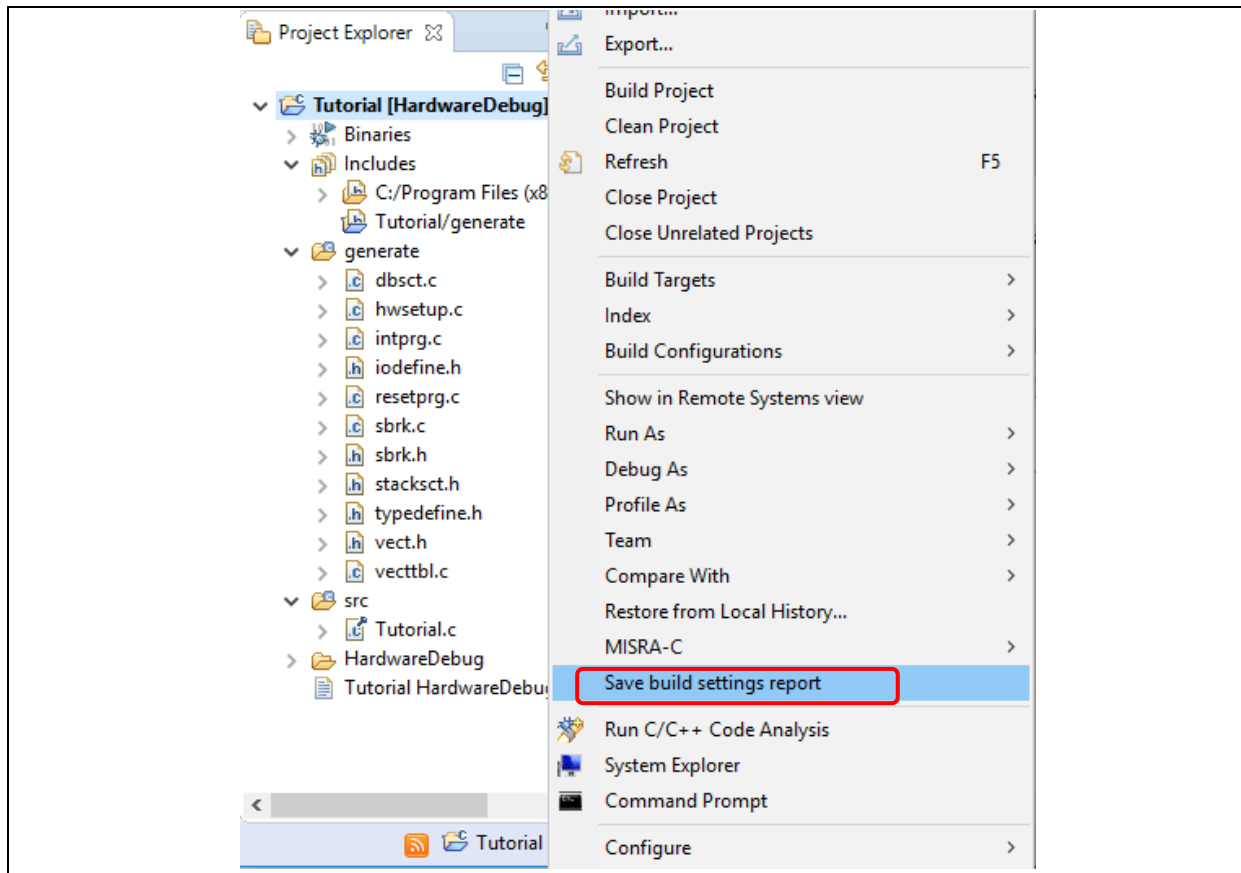 Project Explorer
Tutorial [HardwareDebug]
Binaries
Includes
C:/Program Files (x8
Tutorial/generate
generate
dbsct.c
hwsetup.c
intprg.c
iodefine.h
resetprg.c
sbrk.c
sbrk.h
stacksct.h
typedefine.h
vect.h
vecttbl.c
src
Tutorial.c
HardwareDebug
Tutorial HardwareDebu
Tutorial
Import...
Export...
Build Project
Clean Project
Refresh F5
Close Project
Close Unrelated Projects
Build Targets
Index
Build Configurations
Show in Remote Systems view
Run As
Debug As
Profile As
Team
Compare With
Restore from Local History...
MISRA-C
Save build settings report
Run C/C++ Code Analysis
System Explorer
Command Prompt
Configure